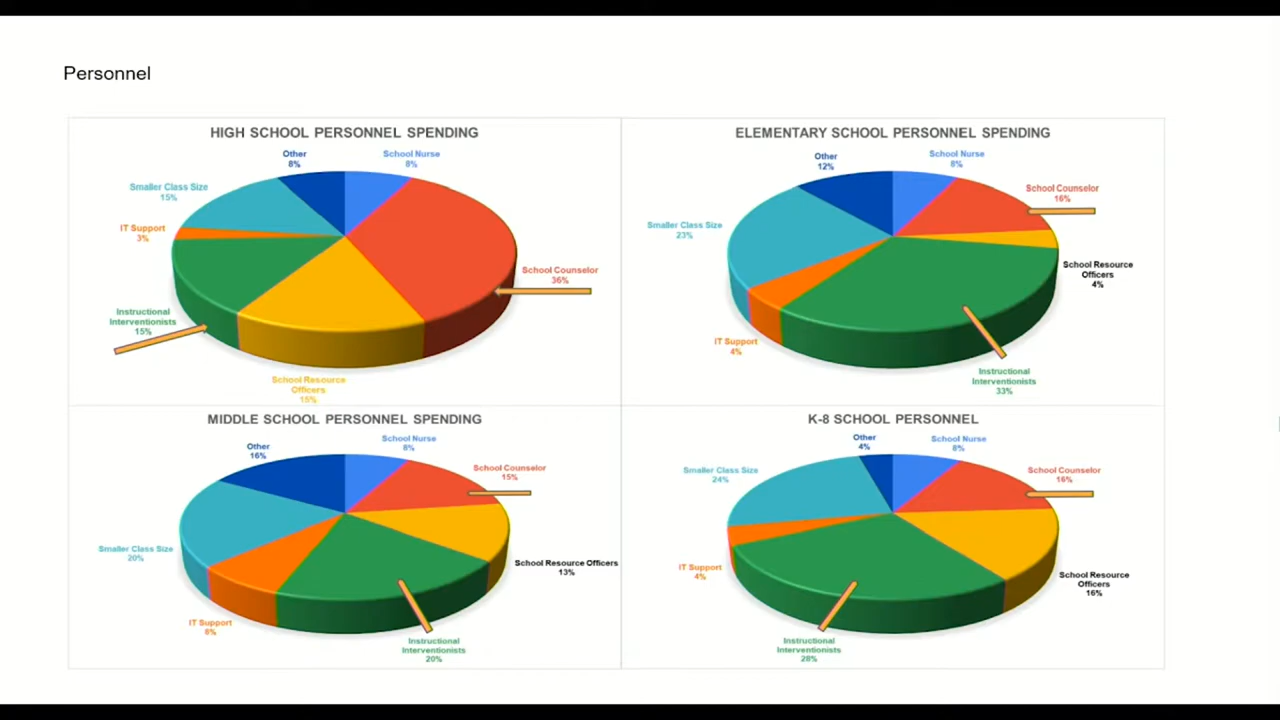 Personnel
HIGH SCHOOL PERSONNEL SPENDING
Other
8%
School Nurse
8%
Smaller Class Size
15%
IT Support
3%
School Counselor
36%
Instructional
Interventionists
15%
School Resource
Officers
15%
ELEMENTARY SCHOOL PERSONNEL SPENDING
Other
12%
School Nurse
8%
School Counselor
16%
Smaller Class Size
23%
School Resource
Officers
4%
IT Support
4%
Instructional
Interventionists
33%
MIDDLE SCHOOL PERSONNEL SPENDING
Other
16%
School Nurse
8%
School Counselor
15%
Smaller Class Size
20%
School Resource Officers
13%
IT Support
8%
Instructional
Interventionists
20%
K-8 SCHOOL PERSONNEL
Other
4%
School Nurse
8%
School Counselor
16%
Smaller Class Size
24%
IT Support
4%
School Resource
Officers
16%
Instructional
Interventionists
28%